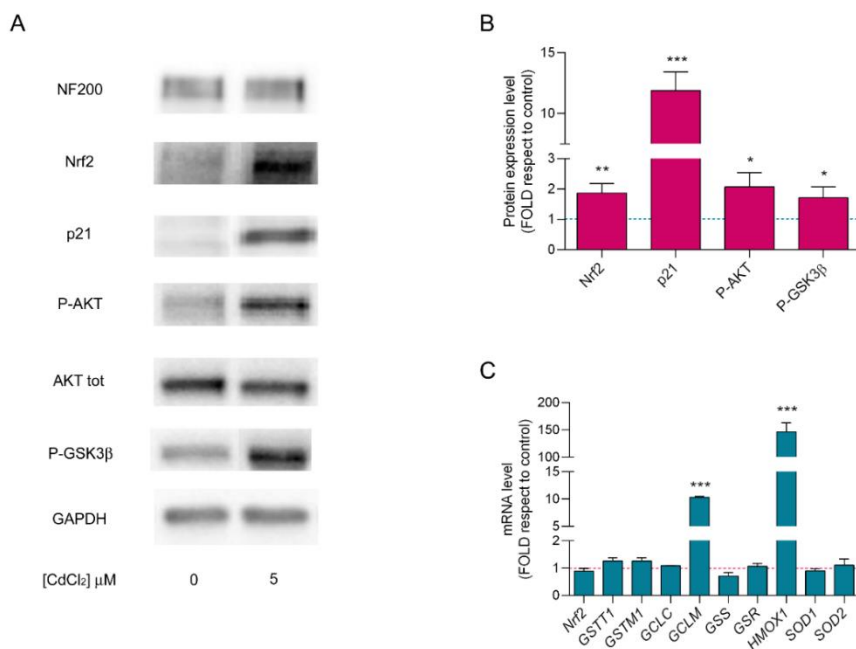 A
NF200
Nrf2
p21
P-AKT
AKT tot
P-GSK3β
GAPDH
[CdCl₂] μM 0 5
B
Protein expression level
(FOLD respect to control)
15
10
3
2
1
0
** *** * *
Nrf2 p21 P-AKT P-GSK3β
C
mRNA level
(FOLD respect to control)
200
150
100
50
15
10
5
2
1
0
*** ***
Nrf2 GSTT1 GSTM1 GCLC GCLM GSS GSR HMOX1 SOD1 SOD2